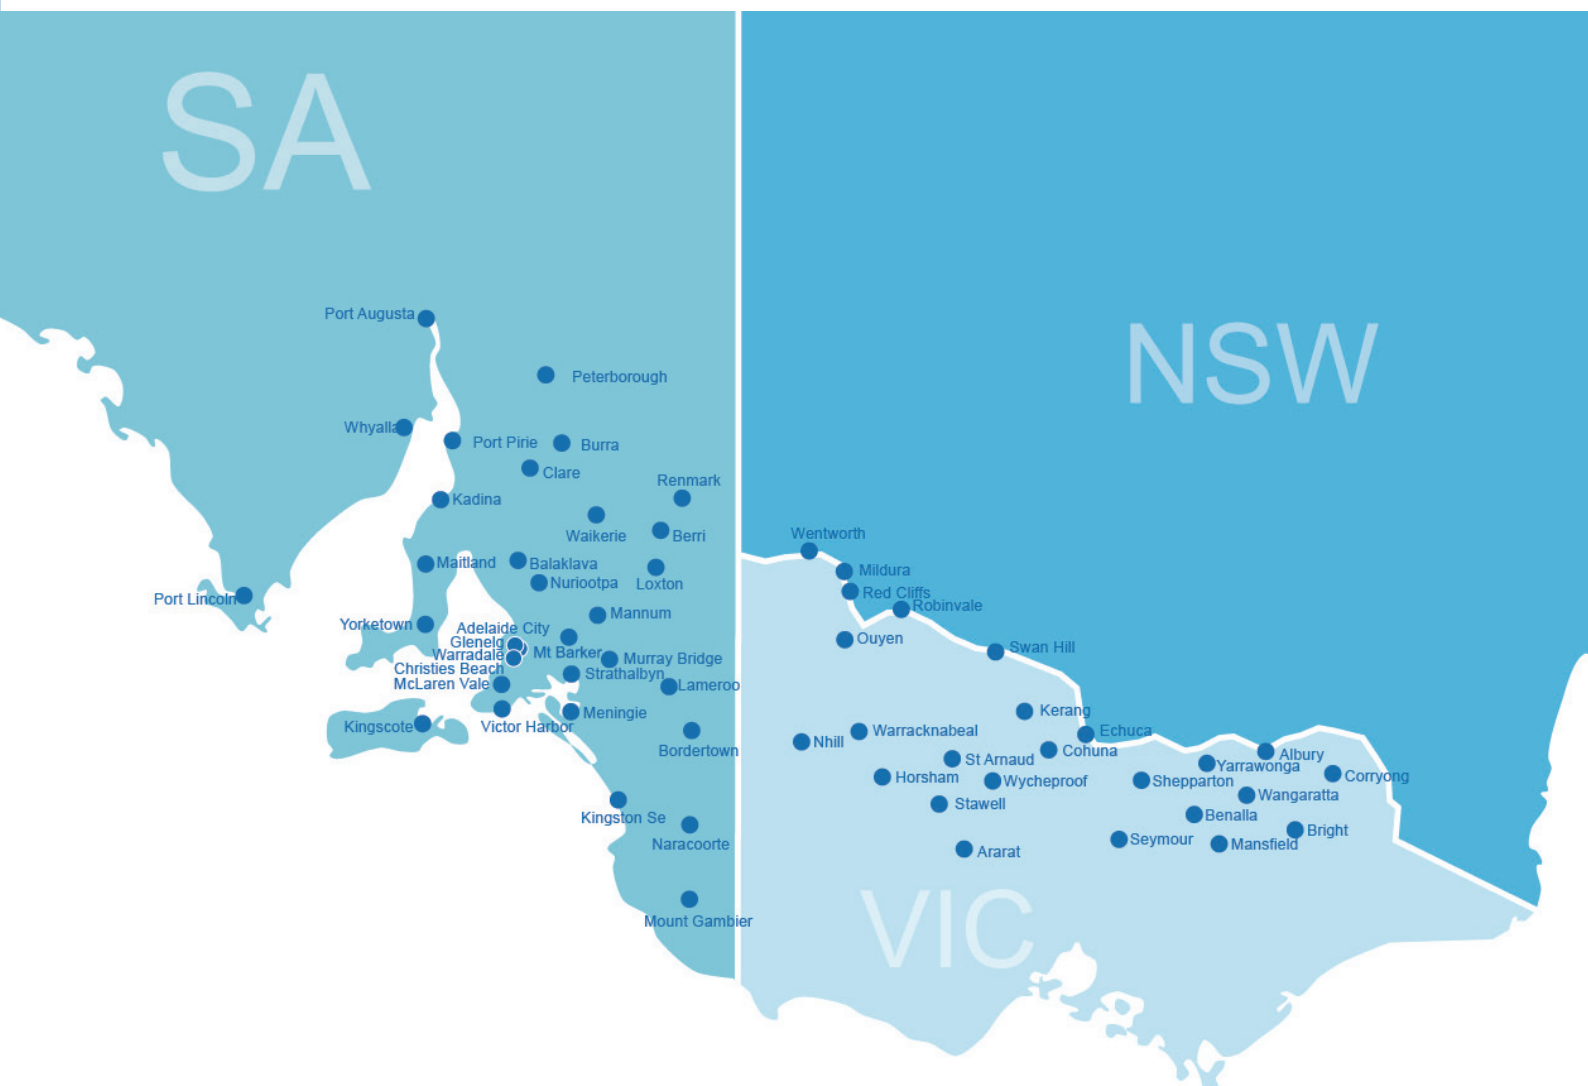 SA
NSW
Port Augusta
Peterborough
Whyalla
Port Pirie
Burra
Clare
Renmark
Kadina
Waikerie
Berri
Wentworth
Maitland
Balaklava
Nuriootpa
Loxton
Mildura
Red Cliffs
Port Lincoln
Robinvale
Mannum
Yorketown
Adelaide City
Glenelg
Ouyen
Swan Hill
Warradale
Mt Barker
Murray Bridge
Christies Beach
Strathalbyn
McLaren Vale
Lameroo
Kingscote
Victor Harbor
Meningie
Kerang
Warracknabeal
Echuca
Nhill
Bordertown
Cohuna
St Arnaud
Albury
Yarrawonga
Corryong
Horsham
Wycheproof
Shepparton
Wangaratta
Stawell
Kingston Se
Benalla
Bright
Naracoorte
Seymour
Mansfield
Ararat
Mount Gambier
VIC